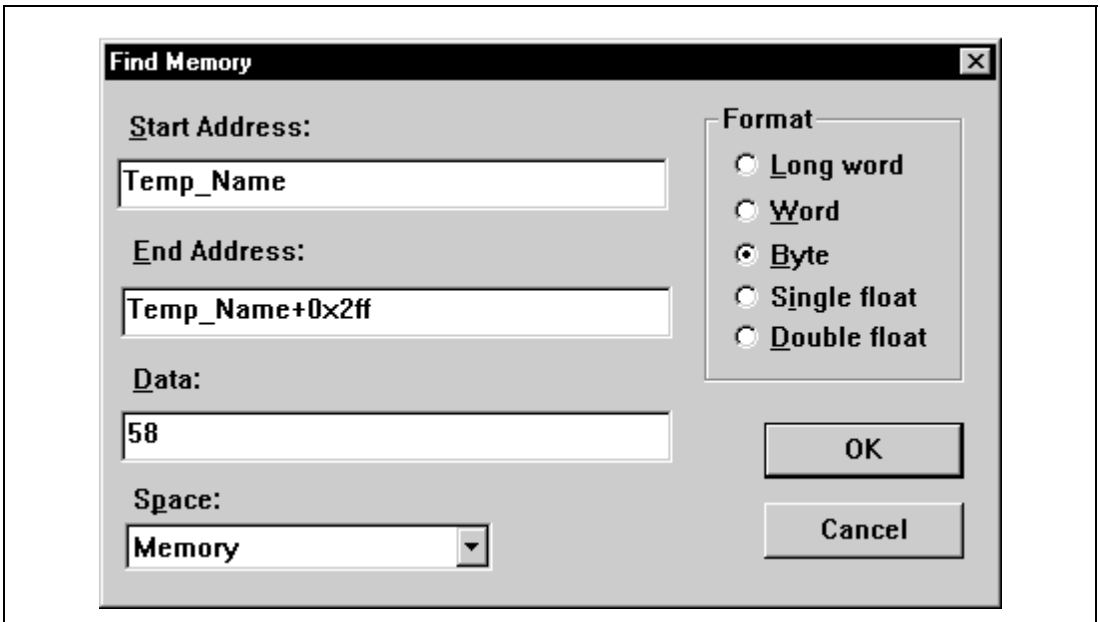 Find Memory
Start Address:
Temp_Name
End Address:
Temp_Name+0x2ff
Data:
58
Space:
Memory
Format
Long word
Word
Byte
Single float
Double float
OK
Cancel